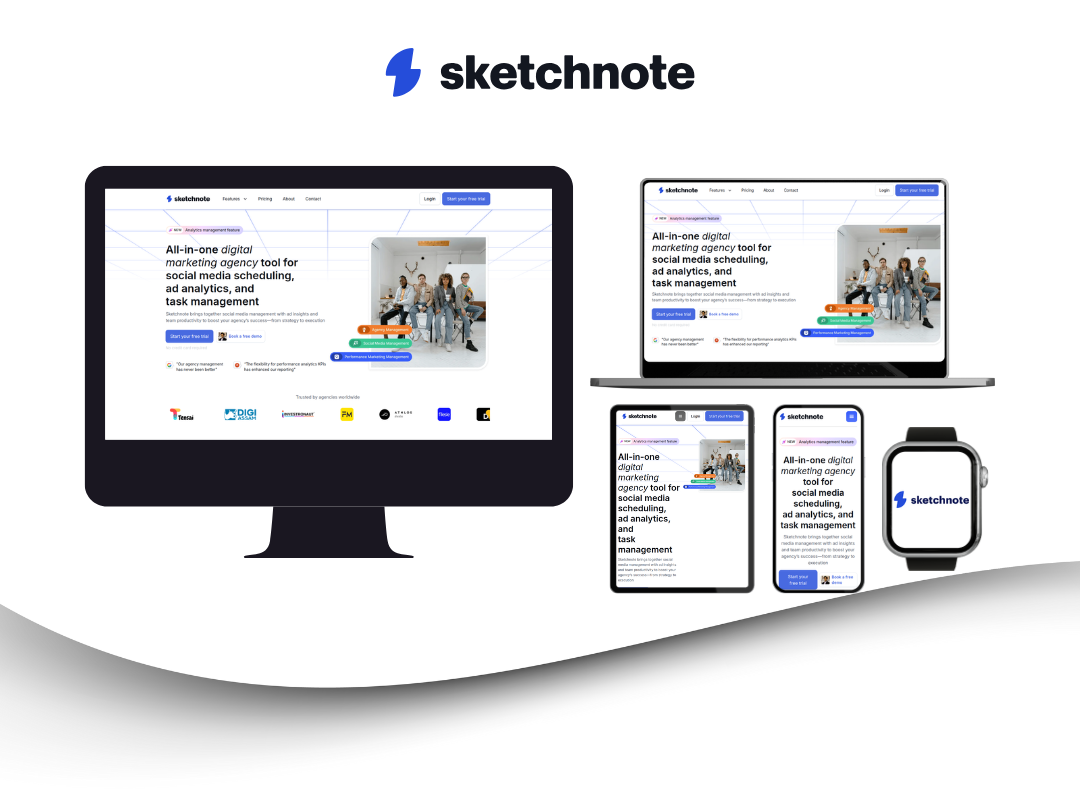 sketchnote
sketchnote
Features
Pricing
About
Contact
Login
Start your free trial
NEW
Analytics management feature
All-in-one digital
marketing agency tool for
social media scheduling,
ad analytics, and
task management
Sketchnote brings together social media management with ad insights and
team productivity to boost your agency's success—from strategy to execution
Start your free trial
Book a free demo
"Our agency management
has never been better"
"The flexibility for performance analytics KPIs
has enhanced our reporting"
Agency Management
Social Media Management
Performance Marketing Management
Trusted by agencies worldwide
Tensai
DIGI
ASSAM
INVESTRONAUT
FM
ATHLOS
flexie
sketchnote
Features
Pricing
About
Contact
Login
Start your free trial
NEW
Analytics management feature
All-in-one digital
marketing agency tool for
social media scheduling,
ad analytics, and
task management
Sketchnote brings together social media management with ad insights and
team productivity to boost your agency's success—from strategy to execution
Start your free trial
Book a free demo
"Our agency management
has never been better"
"The flexibility for performance analytics KPIs
has enhanced our reporting"
Agency Management
Social Media Management
Performance Marketing Management
sketchnote
Login
Start your free trial
NEW
Analytics management feature
All-in-one
digital
marketing
agency tool for
social media
scheduling,
ad analytics,
and
task
management
Sketchnote brings together social
media management with ad insights
and team productivity to boost your
agency's success—from strategy to
execution
sketchnote
NEW
Analytics management feature
All-in-one digital
marketing agency
tool for
social media
scheduling,
ad analytics, and
task management
Sketchnote brings together social
media management with ad insights
and team productivity to boost your
agency's success—from strategy to
execution
Start your
free trial
Book a free
demo
sketchnote